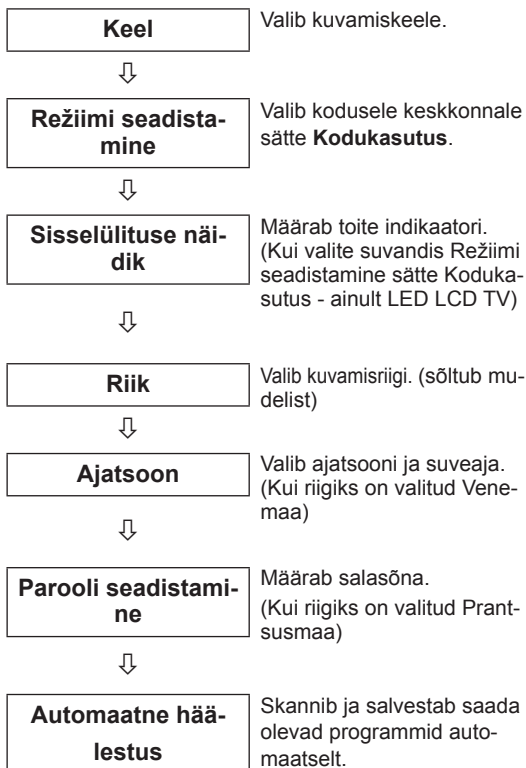 Keel
Valib kuvamiskeele.
⇩
Režiimi seadista-
mine
Valib kodusele keskkonnale
sätte Kodukasutus.
⇩
Sisselülituse näi-
dik
Määrab toite indikaatori.
(Kui valite suvandis Režiimi
seadistamine sätte Koduka-
sutus - ainult LED LCD TV)
⇩
Riik
Valib kuvamisriigi. (sõltub mu-
delist)
⇩
Ajatsoon
Valib ajatsooni ja suveaja.
(Kui riigiks on valitud Vene-
maa)
⇩
Parooli seadistami-
ne
Määrab salasõna.
(Kui riigiks on valitud Prant-
susmaa)
⇩
Automaatne hää-
lestus
Skannib ja salvestab saada
olevad programmid auto-
maatselt.